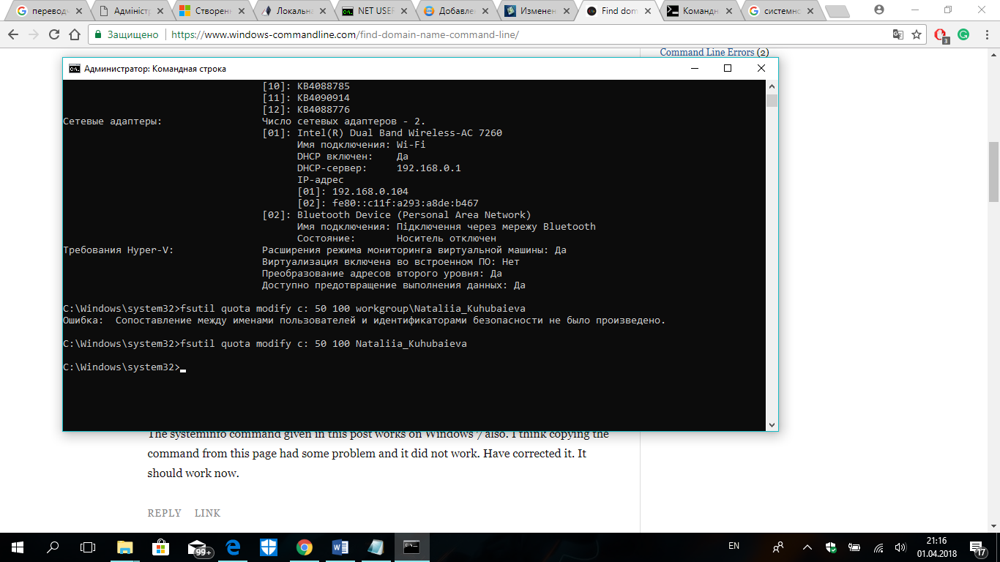 переводч
Адміністр
Створенн
Локальна
NET USER
Добавлен
Изменен
Find dom
Командн
системно
Защищено
https://www.windows-commandline.com/find-domain-name-command-line/
3
Command Line Errors (2)
Администратор: Командная строка
[10]: KB4088785
[11]: KB4090914
[12]: KB4088776
Сетевые адаптеры: Число сетевых адаптеров - 2.
[01]: Intel(R) Dual Band Wireless-AC 7260
Имя подключения: Wi-Fi
DHCP включен: Да
DHCP-сервер: 192.168.0.1
IP-адрес
[01]: 192.168.0.104
[02]: fe80::c11f:a293:a8de:b467
[02]: Bluetooth Device (Personal Area Network)
Имя подключения: Підключення через мережу Bluetooth
Состояние: Носитель отключен
Требования Hyper-V: Расширения режима мониторинга виртуальной машины: Да
Виртуализация включена во встроенном ПО: Нет
Преобразование адресов второго уровня: Да
Доступно предотвращение выполнения данных: Да
C:\Windows\system32>fsutil quota modify c: 50 100 workgroup\Nataliia_Kuhubaieva
Ошибка: Сопоставление между именами пользователей и идентификаторами безопасности не было произведено.
C:\Windows\system32>fsutil quota modify c: 50 100 Nataliia_Kuhubaieva
C:\Windows\system32>
The systeminfo command given in this post works on Windows 7 also. I think copying the
command from this page had some problem and it did not work. Have corrected it. It
should work now.
REPLY LINK
99+
EN
21:16
01.04.2018
17